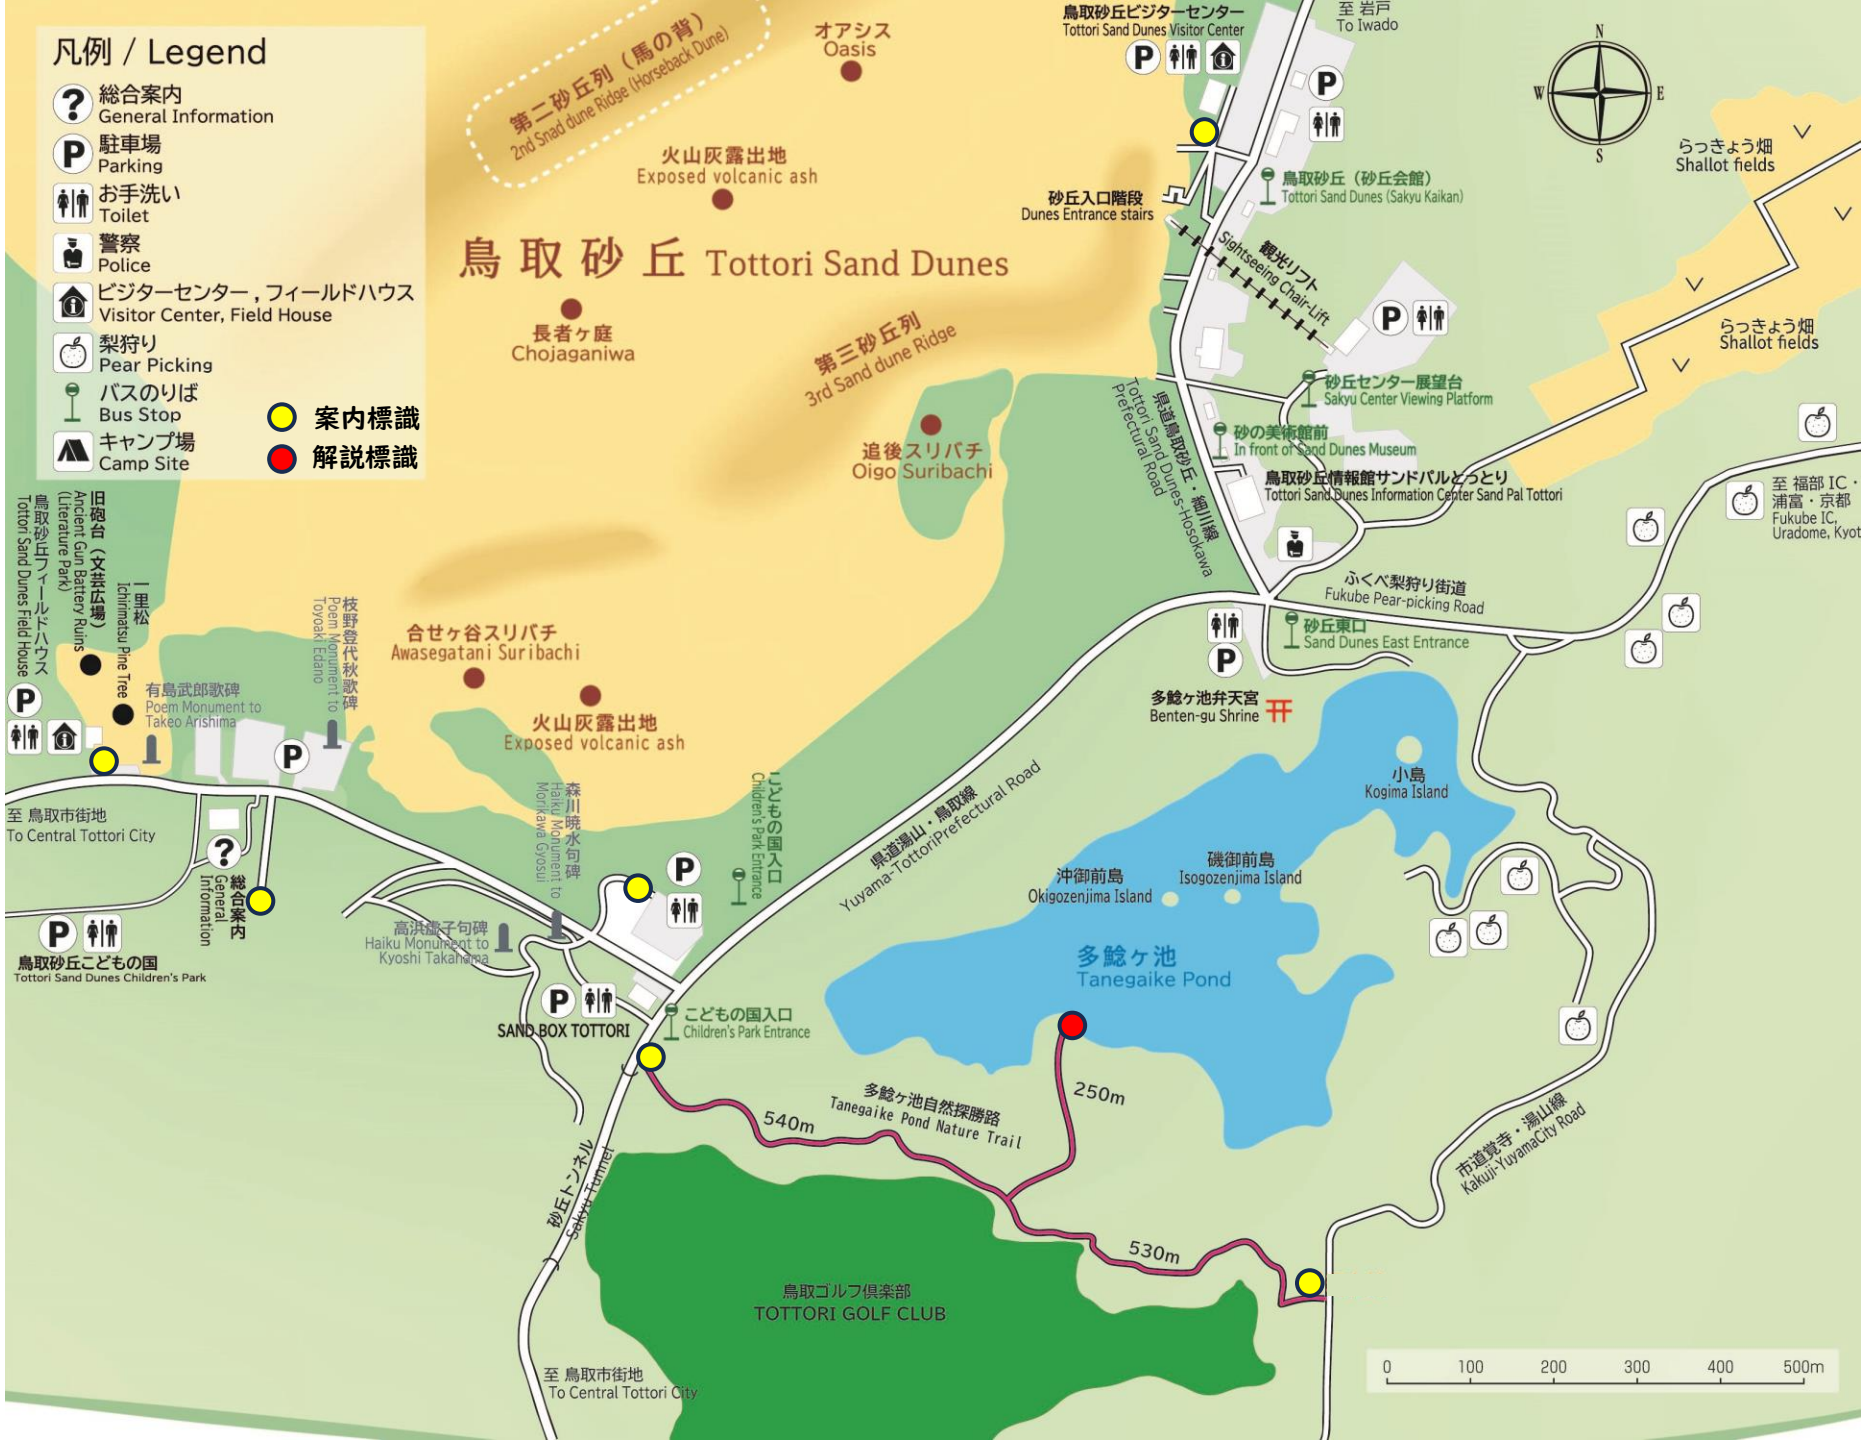 凡例 / Legend
?
総合案内
General Information
P
駐車場
Parking
お手洗い
Toilet
警察
Police
i
ビジターセンター , フィールドハウス
Visitor Center, Field House
梨狩り
Pear Picking
バスのりば
Bus Stop
キャンプ場
Camp Site
案内標識
解説標識
第二砂丘列（馬の背）
2nd Snad dune Ridge (Horseback Dune)
オアシス
Oasis
火山灰露出地
Exposed volcanic ash
鳥取砂丘 Tottori Sand Dunes
長者ヶ庭
Chojaganiwa
第三砂丘列
3rd Sand dune Ridge
追後スリバチ
Oigo Suribachi
合せヶ谷スリバチ
Awasegatani Suribachi
火山灰露出地
Exposed volcanic ash
鳥取砂丘ビジターセンター
Tottori Sand Dunes Visitor Center
P
i
至 岩戸
To Iwado
P
N
W
E
S
らっきょう畑
Shallot fields
砂丘入口階段
Dunes Entrance stairs
鳥取砂丘（砂丘会館）
Tottori Sand Dunes (Sakyu Kaikan)
観光リフト
Sightseeing Chair-Lift
P
らっきょう畑
Shallot fields
砂丘センター展望台
Sakyu Center Viewing Platform
砂の美術館前
In front of Sand Dunes Museum
県道鳥取砂丘・細川線
Tottori Sand Dunes-Hosokawa
Prefectural Road
鳥取砂丘情報館サンドパルとっとり
Tottori Sand Dunes Information Center Sand Pal Tottori
至 福部 IC・
浦富・京都
Fukube IC,
Uradome, Kyot
ふくべ梨狩り街道
Fukube Pear-picking Road
砂丘東口
Sand Dunes East Entrance
P
多鯰ヶ池弁天宮
Benten-gu Shrine
旧砲台（文芸広場）
Ancient Gun Battery Ruins
(Literature Park)
鳥取砂丘フィールドハウス
Tottori Sand Dunes Field House
一里松
Ichirimatsu Pine Tree
P
i
有島武郎歌碑
Poem Monument to
Takeo Arishima
枝野登代秋歌碑
Poem Monument to
Toyoaki Edano
P
至 鳥取市街地
To Central Tottori City
?
総合案内
General
Information
P
鳥取砂丘こどもの国
Tottori Sand Dunes Children's Park
森川暁水句碑
Haiku Monument to
Morikawa Gyosui
高浜虚子句碑
Haiku Monument to
Kyoshi Takahama
P
こどもの国入口
Children's Park Entrance
P
SAND BOX TOTTORI
こどもの国入口
Children's Park Entrance
県道湯山・鳥取線
Yuyama-TottoriPrefectural Road
小島
Kogima Island
磯御前島
Isogozenjima Island
沖御前島
Okigozenjima Island
多鯰ヶ池
Tanegaike Pond
250m
多鯰ヶ池自然探勝路
Tanegaike Pond Nature Trail
540m
530m
砂丘トンネル
Sakyu Tunnel
市道覚寺・湯山線
Kakuji-YuyamaCity Road
鳥取ゴルフ倶楽部
TOTTORI GOLF CLUB
至 鳥取市街地
To Central Tottori City
0 100 200 300 400 500m